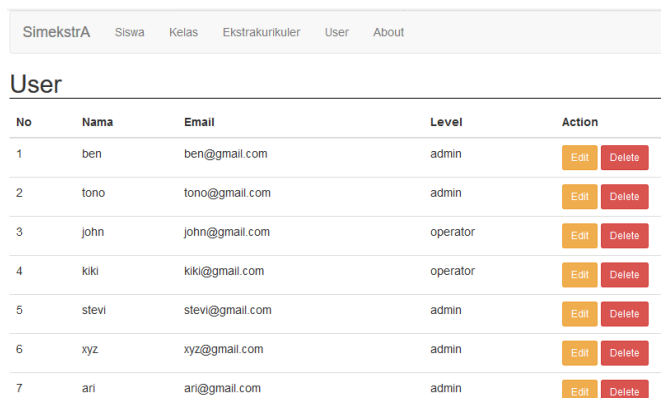 SimekstrA Siswa Kelas Ekstrakurikuler User About
User
No Nama Email Level Action
1 ben ben@gmail.com admin Edit Delete
2 tono tono@gmail.com admin Edit Delete
3 john john@gmail.com operator Edit Delete
4 kiki kiki@gmail.com operator Edit Delete
5 stevi stevi@gmail.com admin Edit Delete
6 xyz xyz@gmail.com admin Edit Delete
7 ari ari@gmail.com admin Edit Delete